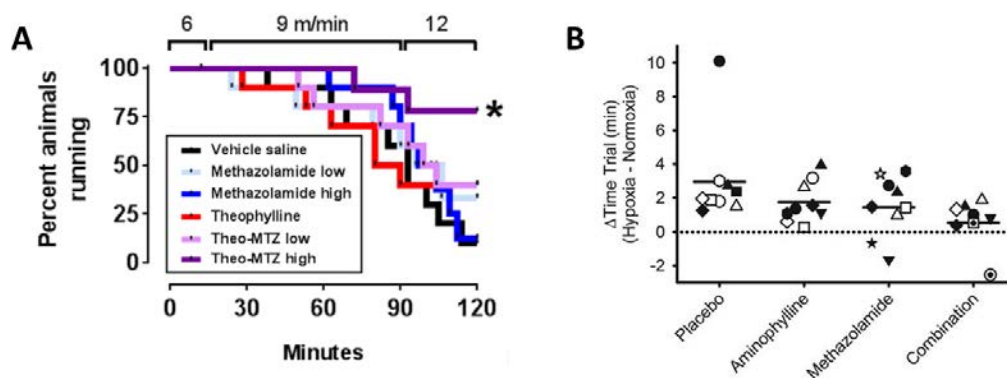 A
6 9 m/min 12
Percent animals
running
100
75
50
25
0
*
Vehicle saline
Methazolamide low
Methazolamide high
Theophylline
Theo-MTZ low
Theo-MTZ high
0 30 60 90 120
Minutes
B
ΔTime Trial (min)
(Hypoxia - Normoxia)
12
10
8
6
4
2
0
-2
Placebo
Aminophylline
Methazolamide
Combination